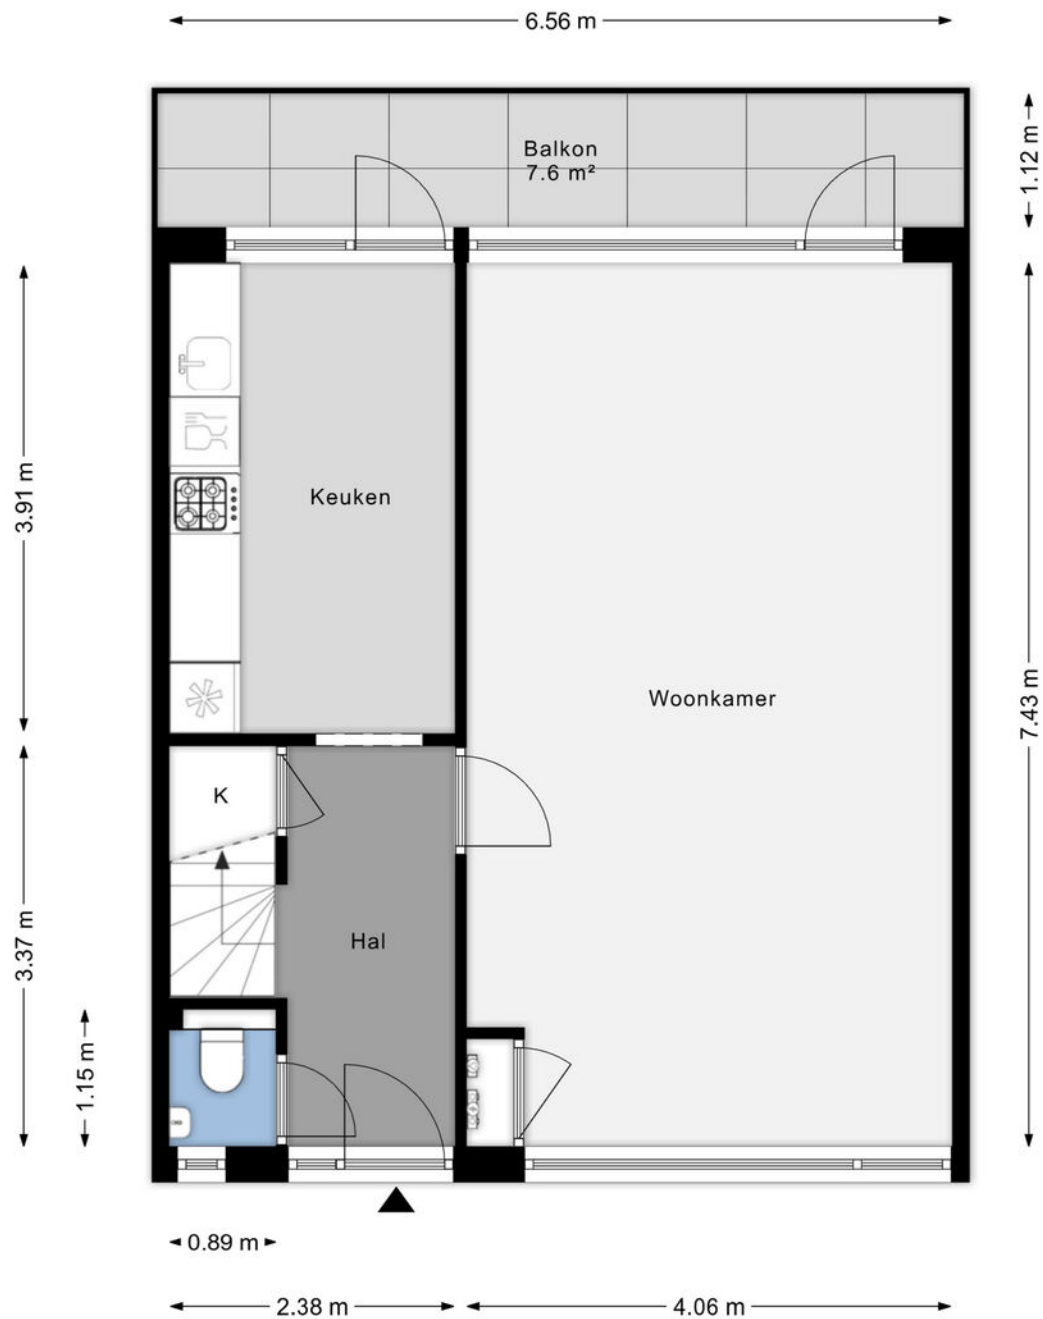 6.56 m
Balkon
7.6 m²
1.12 m
3.91 m
Keuken
7.43 m
Woonkamer
K
3.37 m
Hal
1.15 m
0.89 m
2.38 m
4.06 m